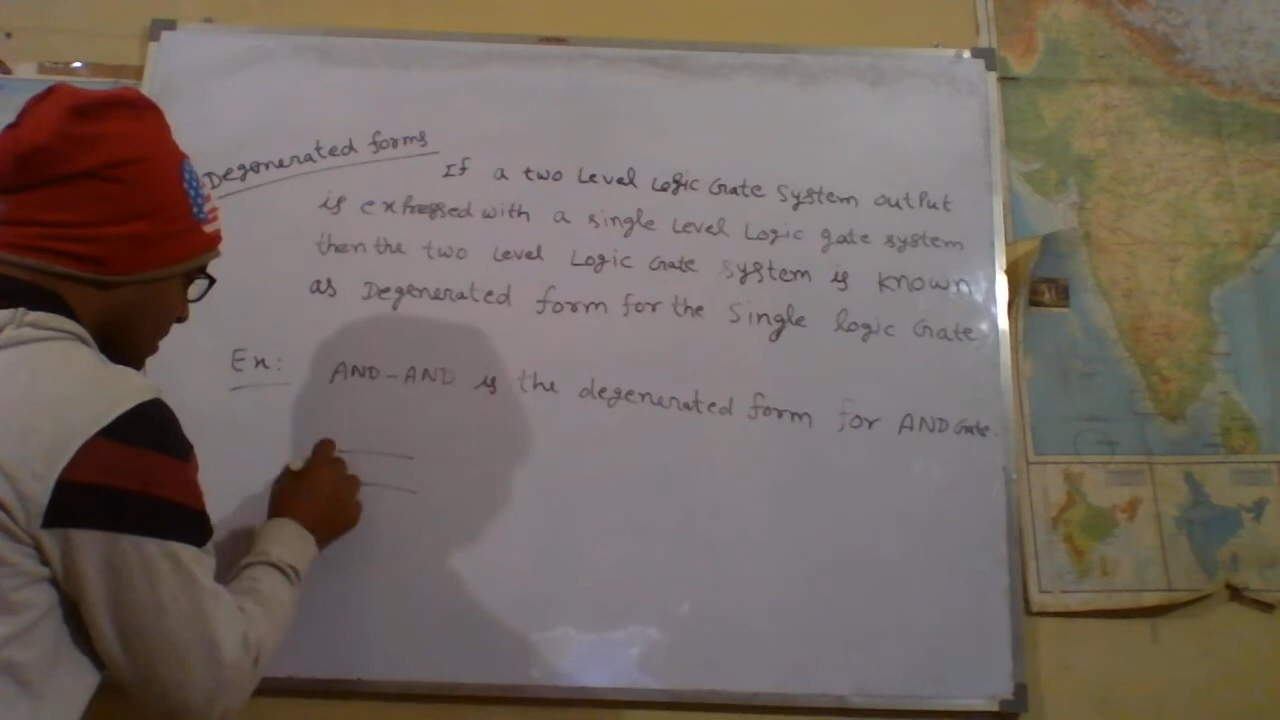 Degenerated forms
If a two Level Logic Gate System output
is expressed with a single Level Logic gate system
then the two Level Logic Gate system is known
as Degenerated form for the Single logic Gate
Ex: AND-AND is the degenerated form for AND Gate.